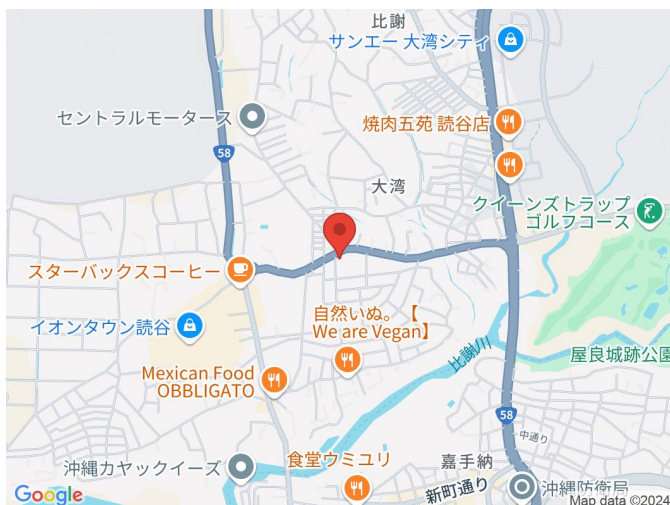 比謝
サンエー 大湾シティ
セントラルモータース
焼肉五苑 読谷店
58
大湾
クイーンズトラップ
ゴルフコース
スターバックスコーヒー
自然いぬ。【
We are Vegan】
イオンタウン読谷
比謝川
屋良城跡公園
Mexican Food
OBBLIGATO
58
中通り
沖縄カヤックイーズ
食堂ウミユリ
嘉手納
新町通り
沖縄防衛局
Google
Map data ©2024